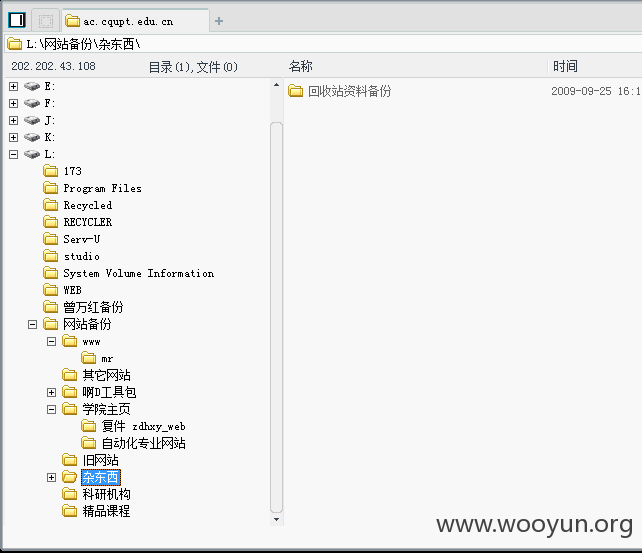 ac.cqupt.edu.cn
L:\网站备份\杂东西\
202.202.43.108 目录(1),文件(0) 名称 时间
E:
F:
J:
K:
L:
173
Program Files
Recycled
RECYCLER
Serv-U
studio
System Volume Information
WEB
曾万红备份
网站备份
www
mr
其它网站
啊D工具包
学院主页
复件 zdhxy_web
自动化专业网站
旧网站
杂东西
科研机构
精品课程
回收站资料备份 2009-09-25 16:1
www.wooyun.org